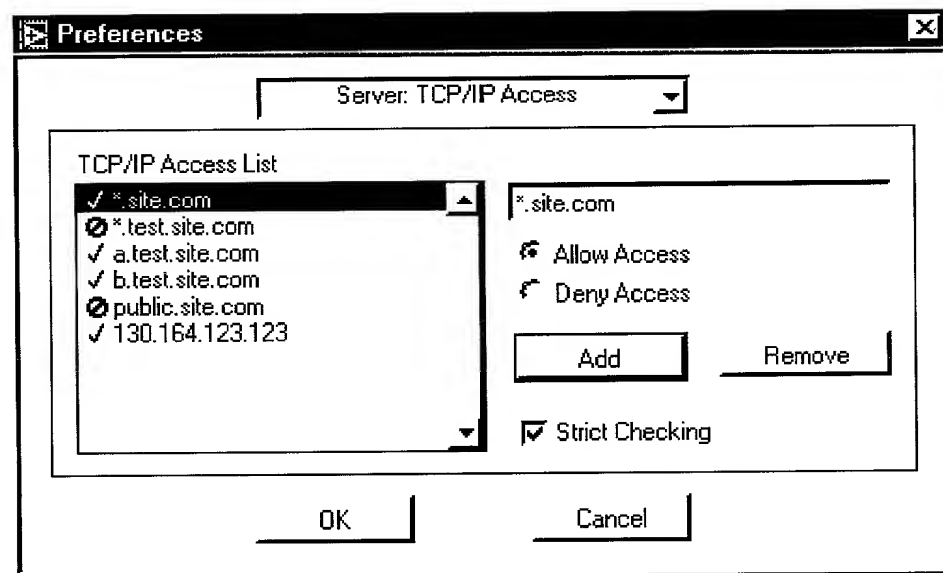 Preferences
Server: TCP/IP Access
TCP/IP Access List
*.site.com
*.test.site.com
a.test.site.com
b.test.site.com
public.site.com
130.164.123.123
*.site.com
Allow Access
Deny Access
Add
Remove
Strict Checking
OK
Cancel